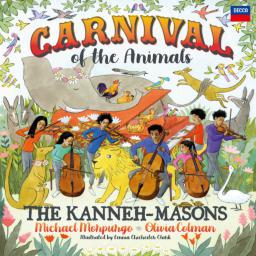 DECCA
CARNIVAL
of the Animals
THE KANNEH-MASONS
Michael Morpurgo • Olivia Colman
Illustrated by Emma Chichester Clark